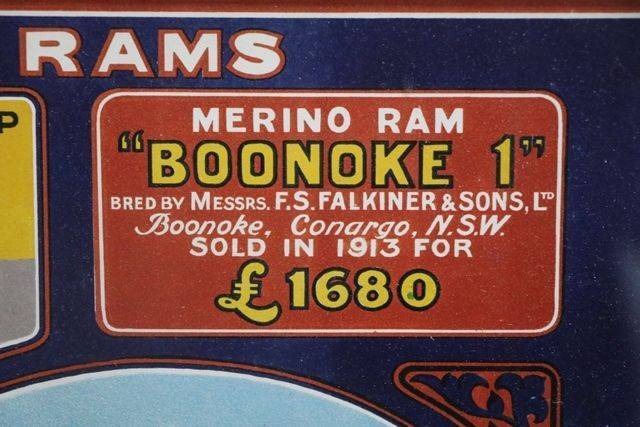 RAMS
P
MERINO RAM
"BOONOKE 1"
BRED BY MESSRS. F.S. FALKINER & SONS, LTD
Boonoke, Conargo, N.S.W.
SOLD IN 1913 FOR
£1680